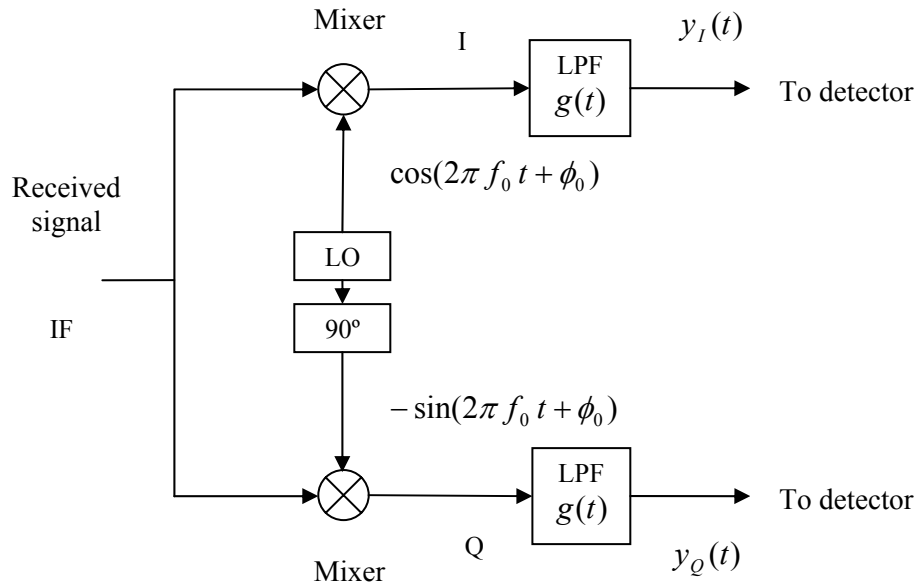 Mixer
I
y_I(t)
LPF
g(t)
To detector
cos(2π f_0 t + φ_0)
Received
signal
LO
IF
90º
− sin(2π f_0 t + φ_0)
LPF
g(t)
To detector
Q
y_Q(t)
Mixer